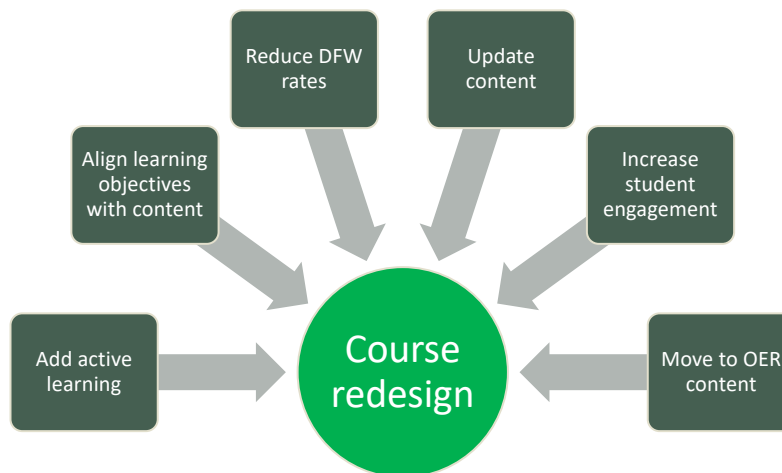 Reduce DFW
rates
Update
content
Align learning
objectives
with content
Increase
student
engagement
Add active
learning
Course
redesign
Move to OER
content